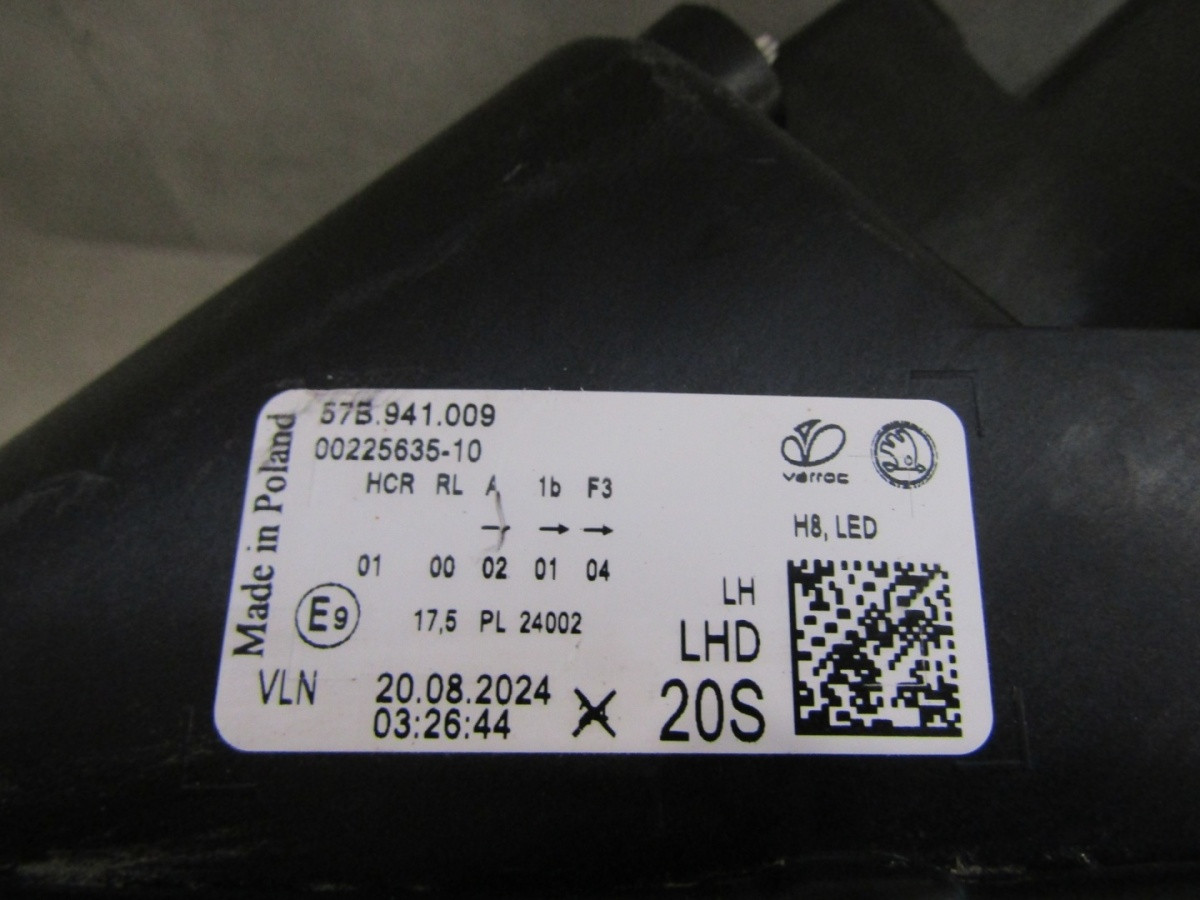 Made in Poland
57B.941.009
00225635-10
HCR RL A 1b F3
→ → →
01 00 02 01 04
E9
17,5 PL 24002
VLN
20.08.2024
03:26:44
varroc
H8, LED
LH
LHD
20S